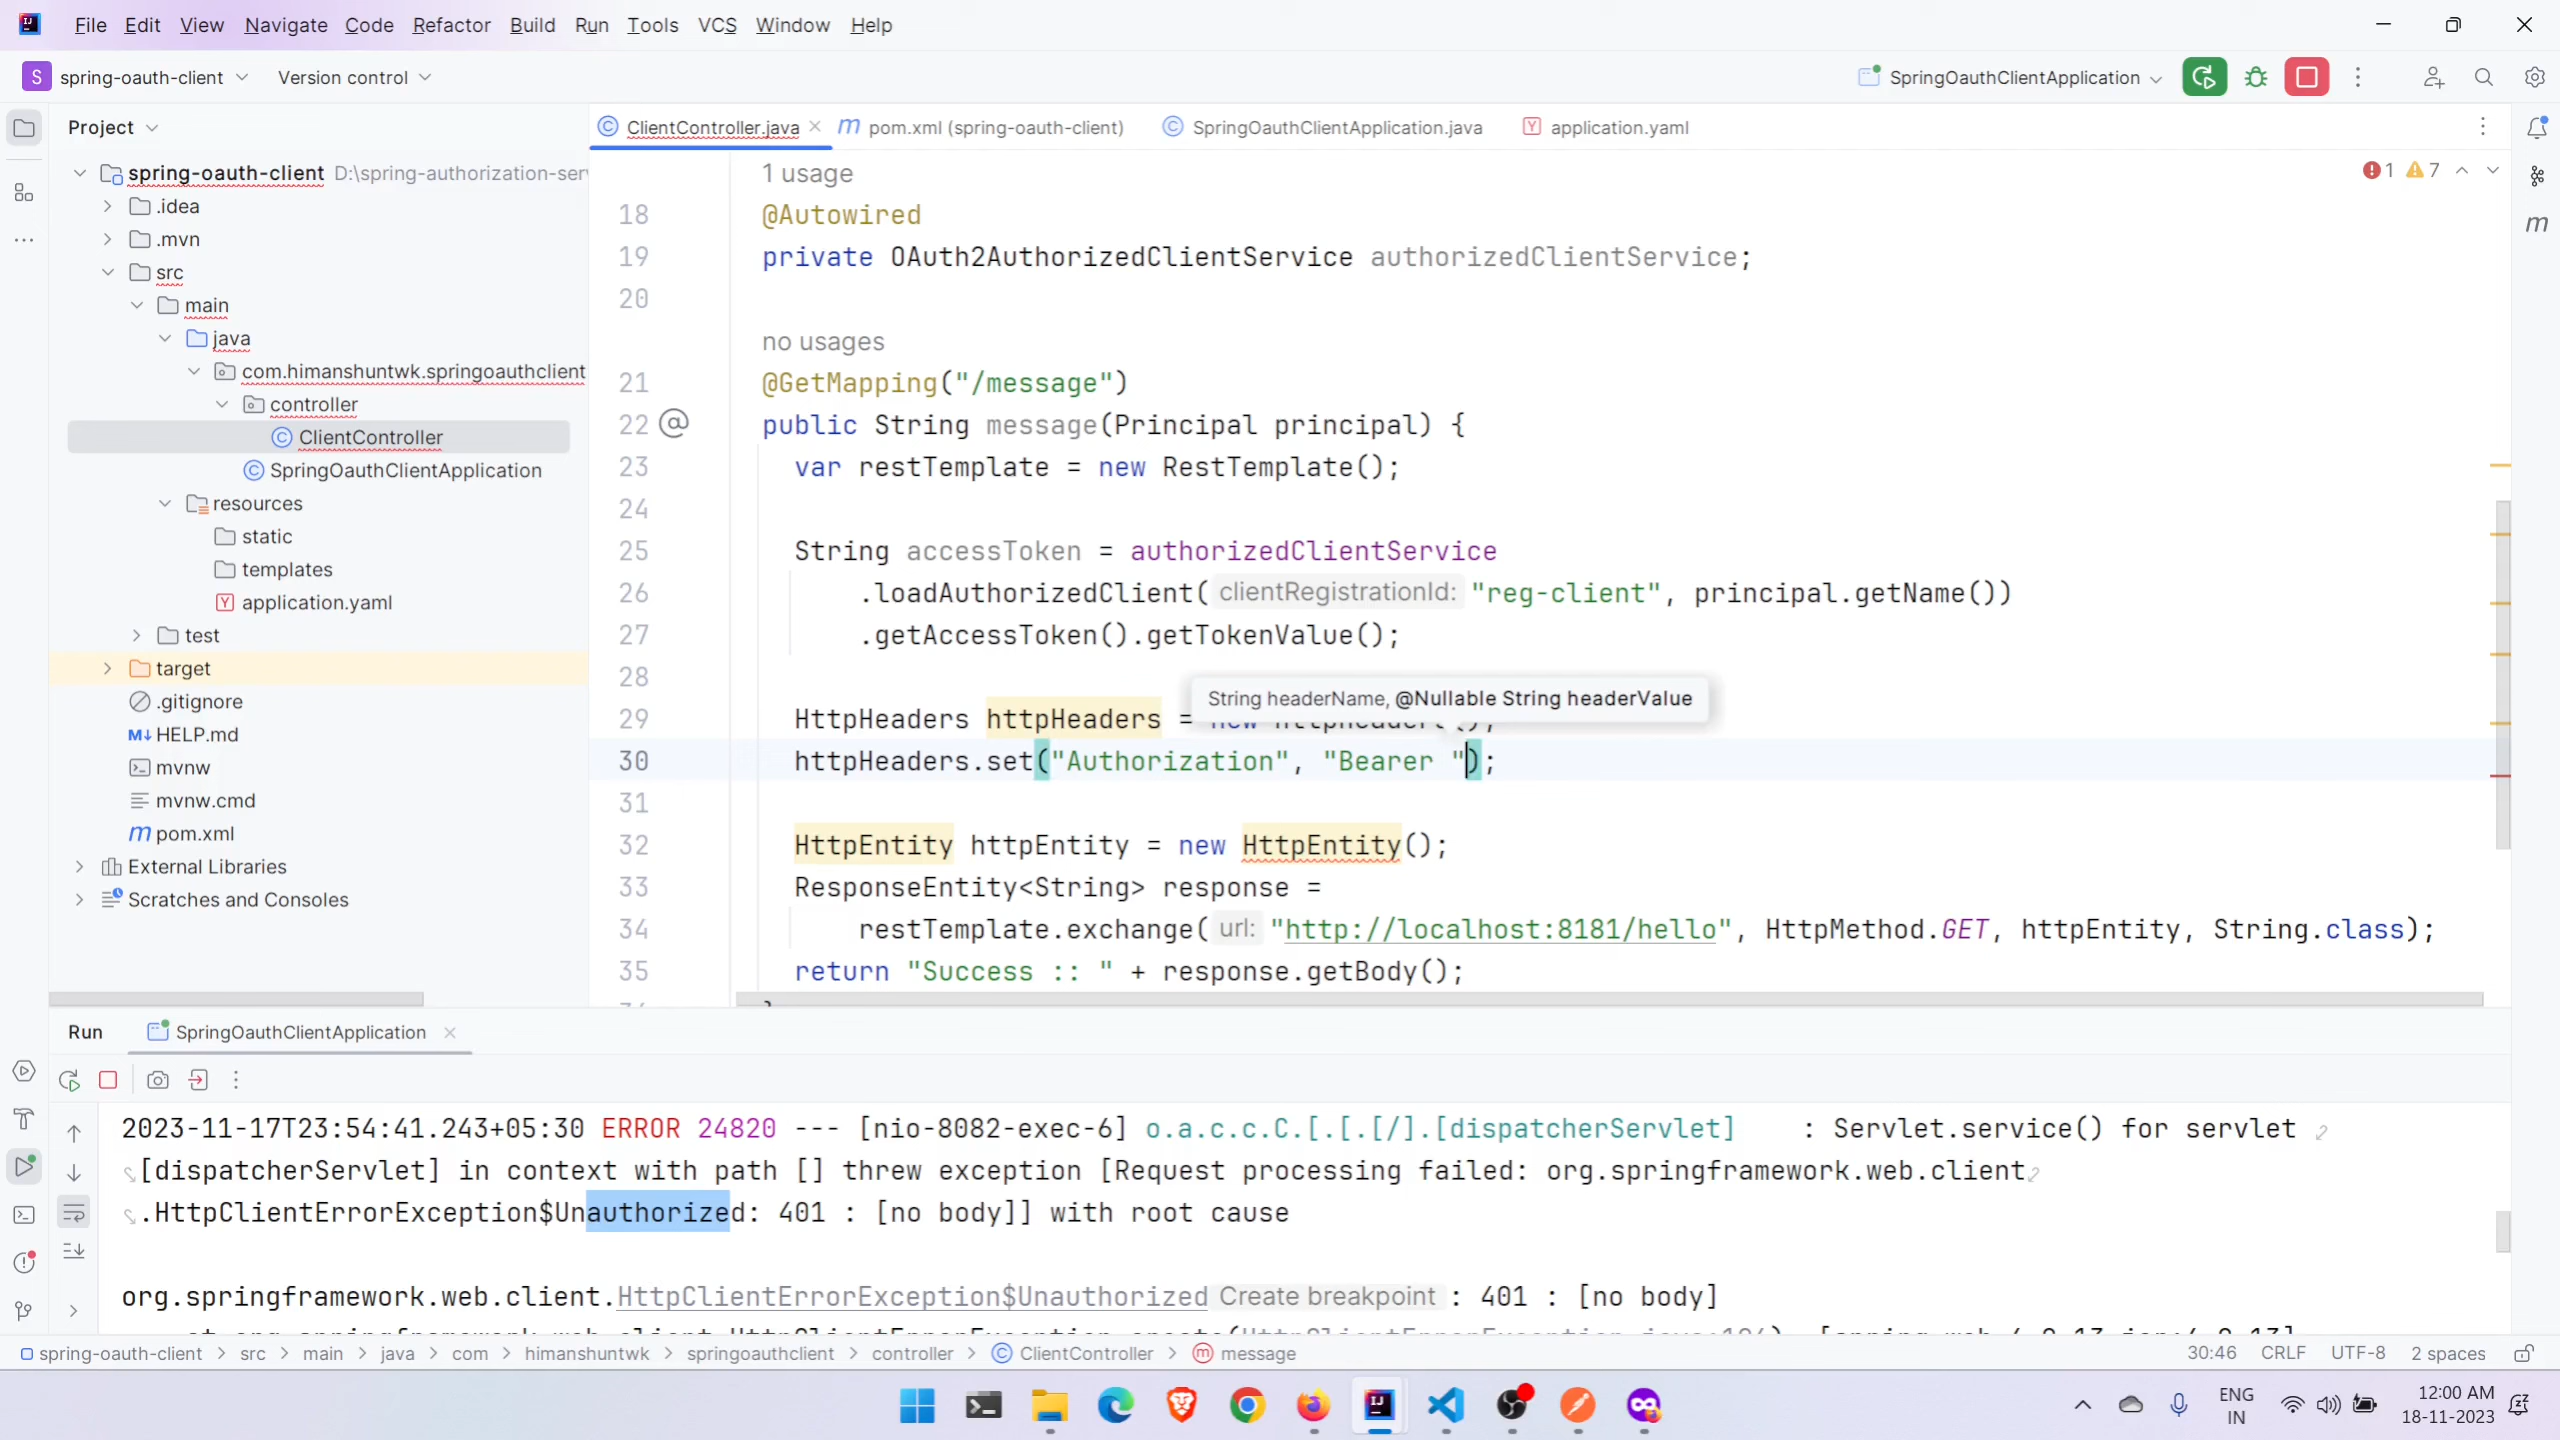 File Edit View Navigate Code Refactor Build Run Tools VCS Window Help
S spring-oauth-client Version control SpringOauthClientApplication
Project
ClientController.java pom.xml (spring-oauth-client) SpringOauthClientApplication.java application.yaml
spring-oauth-client D:\spring-authorization-ser
.idea
.mvn
src
main
java
com.himanshuntwk.springoauthclient
controller
ClientController
SpringOauthClientApplication
resources
static
templates
application.yaml
test
target
.gitignore
HELP.md
mvnw
mvnw.cmd
pom.xml
External Libraries
Scratches and Consoles
1 7
1 usage
18 @Autowired
19 private OAuth2AuthorizedClientService authorizedClientService;
20
no usages
21 @GetMapping("/message")
22 public String message(Principal principal) {
23 var restTemplate = new RestTemplate();
24
25 String accessToken = authorizedClientService
26 .loadAuthorizedClient( clientRegistrationId: "reg-client", principal.getName())
27 .getAccessToken().getTokenValue();
28
String headerName, @Nullable String headerValue
29 HttpHeaders httpHeaders = new HttpHeaders();
30 httpHeaders.set("Authorization", "Bearer ");
31
32 HttpEntity httpEntity = new HttpEntity();
33 ResponseEntity<String> response =
34 restTemplate.exchange( url: "http://localhost:8181/hello", HttpMethod.GET, httpEntity, String.class);
35 return "Success :: " + response.getBody();
Run SpringOauthClientApplication
2023-11-17T23:54:41.243+05:30 ERROR 24820 --- [nio-8082-exec-6] o.a.c.c.C.[.[.[/].[dispatcherServlet] : Servlet.service() for servlet
[dispatcherServlet] in context with path [] threw exception [Request processing failed: org.springframework.web.client
.HttpClientErrorException$Unauthorized: 401 : [no body]] with root cause
org.springframework.web.client.HttpClientErrorException$Unauthorized Create breakpoint : 401 : [no body]
spring-oauth-client > src > main > java > com > himanshuntwk > springoauthclient > controller > ClientController > message 30:46 CRLF UTF-8 2 spaces
ENG
IN
12:00 AM
18-11-2023